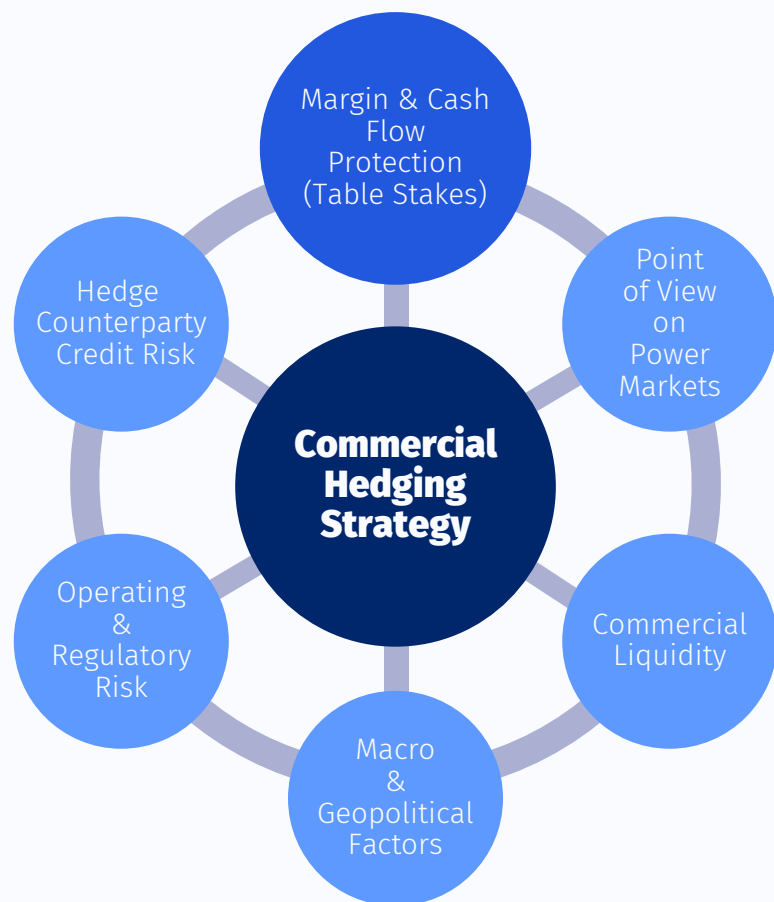 Margin & Cash
Flow
Protection
(Table Stakes)
Hedge
Counterparty
Credit Risk
Point
of View
on
Power
Markets
Commercial
Hedging
Strategy
Operating
&
Regulatory
Risk
Commercial
Liquidity
Macro
&
Geopolitical
Factors